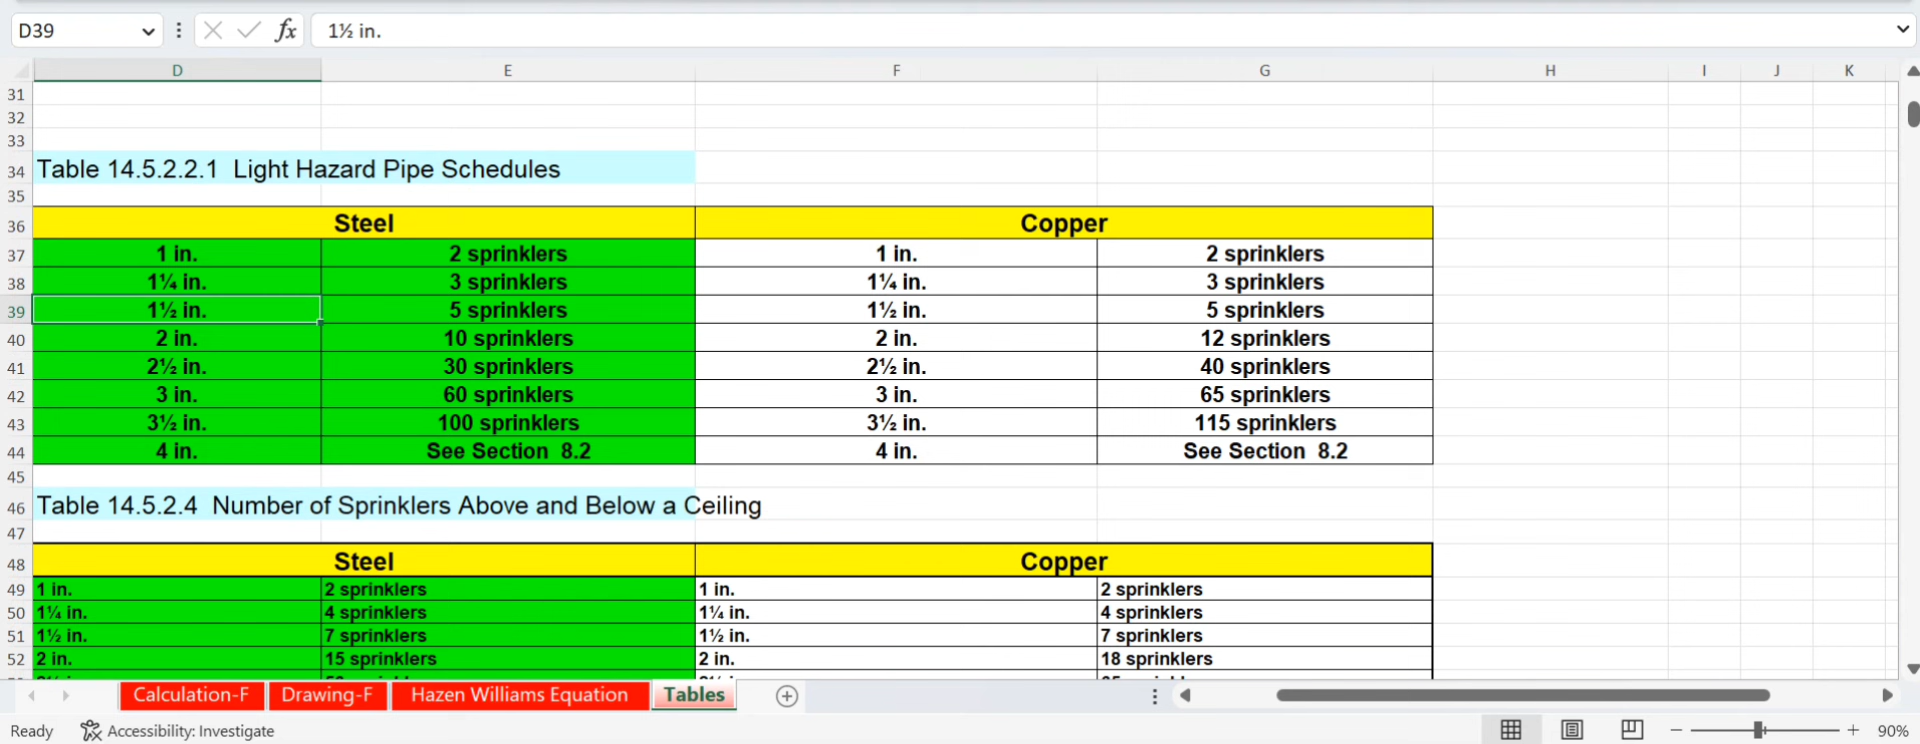 D39 fx 1½ in.
D E F G H I J K
31
32
33
34 Table 14.5.2.2.1 Light Hazard Pipe Schedules
35
36 Steel Copper
37 1 in. 2 sprinklers 1 in. 2 sprinklers
38 1¼ in. 3 sprinklers 1¼ in. 3 sprinklers
39 1½ in. 5 sprinklers 1½ in. 5 sprinklers
40 2 in. 10 sprinklers 2 in. 12 sprinklers
41 2½ in. 30 sprinklers 2½ in. 40 sprinklers
42 3 in. 60 sprinklers 3 in. 65 sprinklers
43 3½ in. 100 sprinklers 3½ in. 115 sprinklers
44 4 in. See Section 8.2 4 in. See Section 8.2
45
46 Table 14.5.2.4 Number of Sprinklers Above and Below a Ceiling
47
48 Steel Copper
49 1 in. 2 sprinklers 1 in. 2 sprinklers
50 1¼ in. 4 sprinklers 1¼ in. 4 sprinklers
51 1½ in. 7 sprinklers 1½ in. 7 sprinklers
52 2 in. 15 sprinklers 2 in. 18 sprinklers
Calculation-F Drawing-F Hazen Williams Equation Tables
Ready Accessibility: Investigate 90%